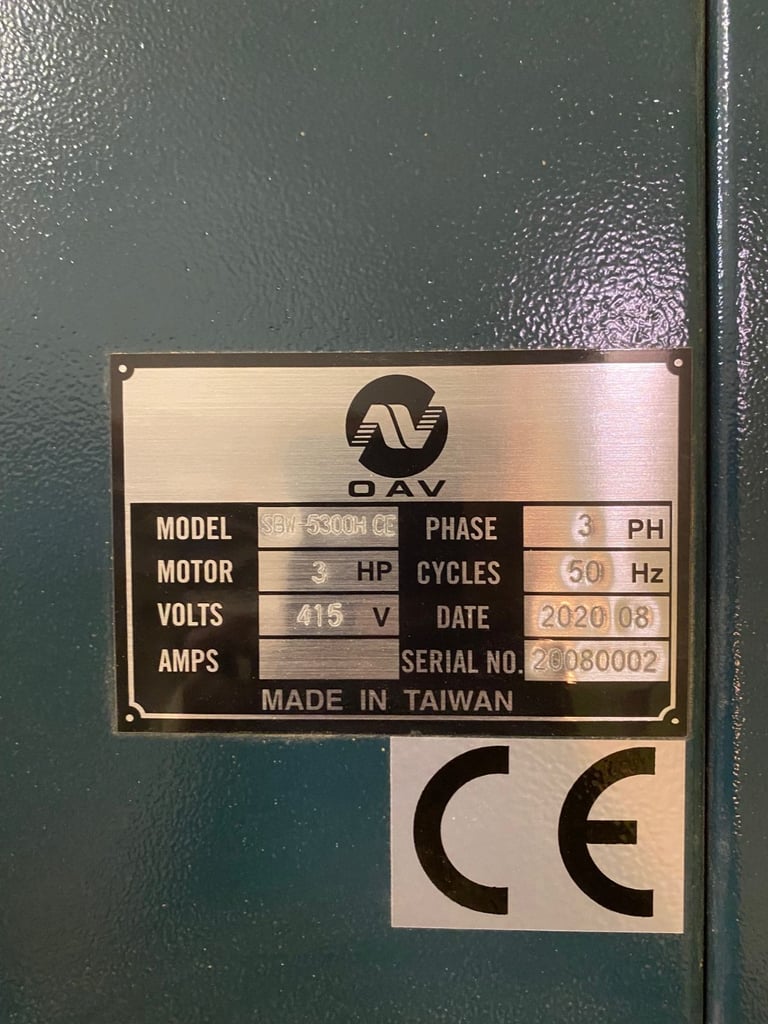 OAV
MODEL SBW-5300H CE PHASE 3 PH
MOTOR 3 HP CYCLES 50 Hz
VOLTS 415 V DATE 2020 08
AMPS SERIAL NO. 20080002
MADE IN TAIWAN
CE